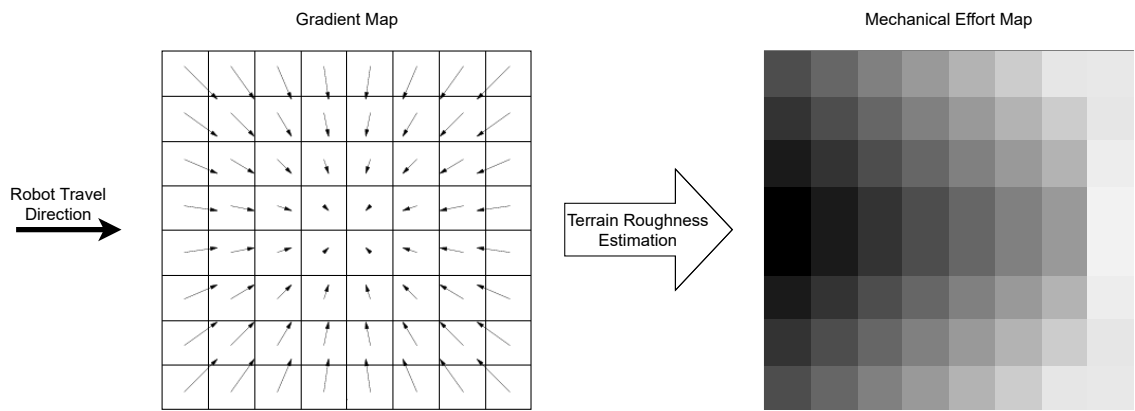 Gradient Map
Mechanical Effort Map
Robot Travel
Direction
Terrain Roughness
Estimation